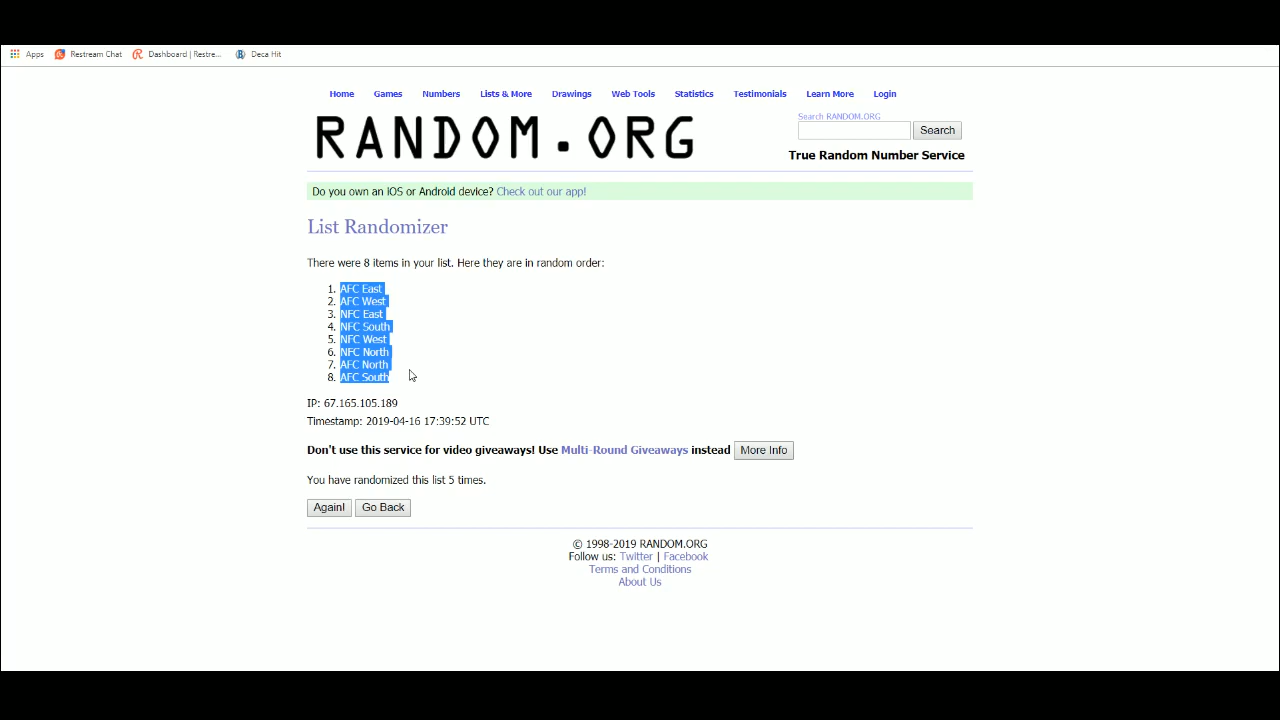 Apps Restream Chat Dashboard | Restre... Deca Hit
Home Games Numbers Lists & More Drawings Web Tools Statistics Testimonials Learn More Login
RANDOM.ORG
Search RANDOM.ORG
Search
True Random Number Service
Do you own an iOS or Android device? Check out our app!
List Randomizer
There were 8 items in your list. Here they are in random order:
1. AFC East
2. AFC West
3. NFC East
4. NFC South
5. NFC West
6. NFC North
7. AFC North
8. AFC South
IP: 67.165.105.189
Timestamp: 2019-04-16 17:39:52 UTC
Don't use this service for video giveaways! Use Multi-Round Giveaways instead More Info
You have randomized this list 5 times.
Again! Go Back
© 1998-2019 RANDOM.ORG
Follow us: Twitter | Facebook
Terms and Conditions
About Us